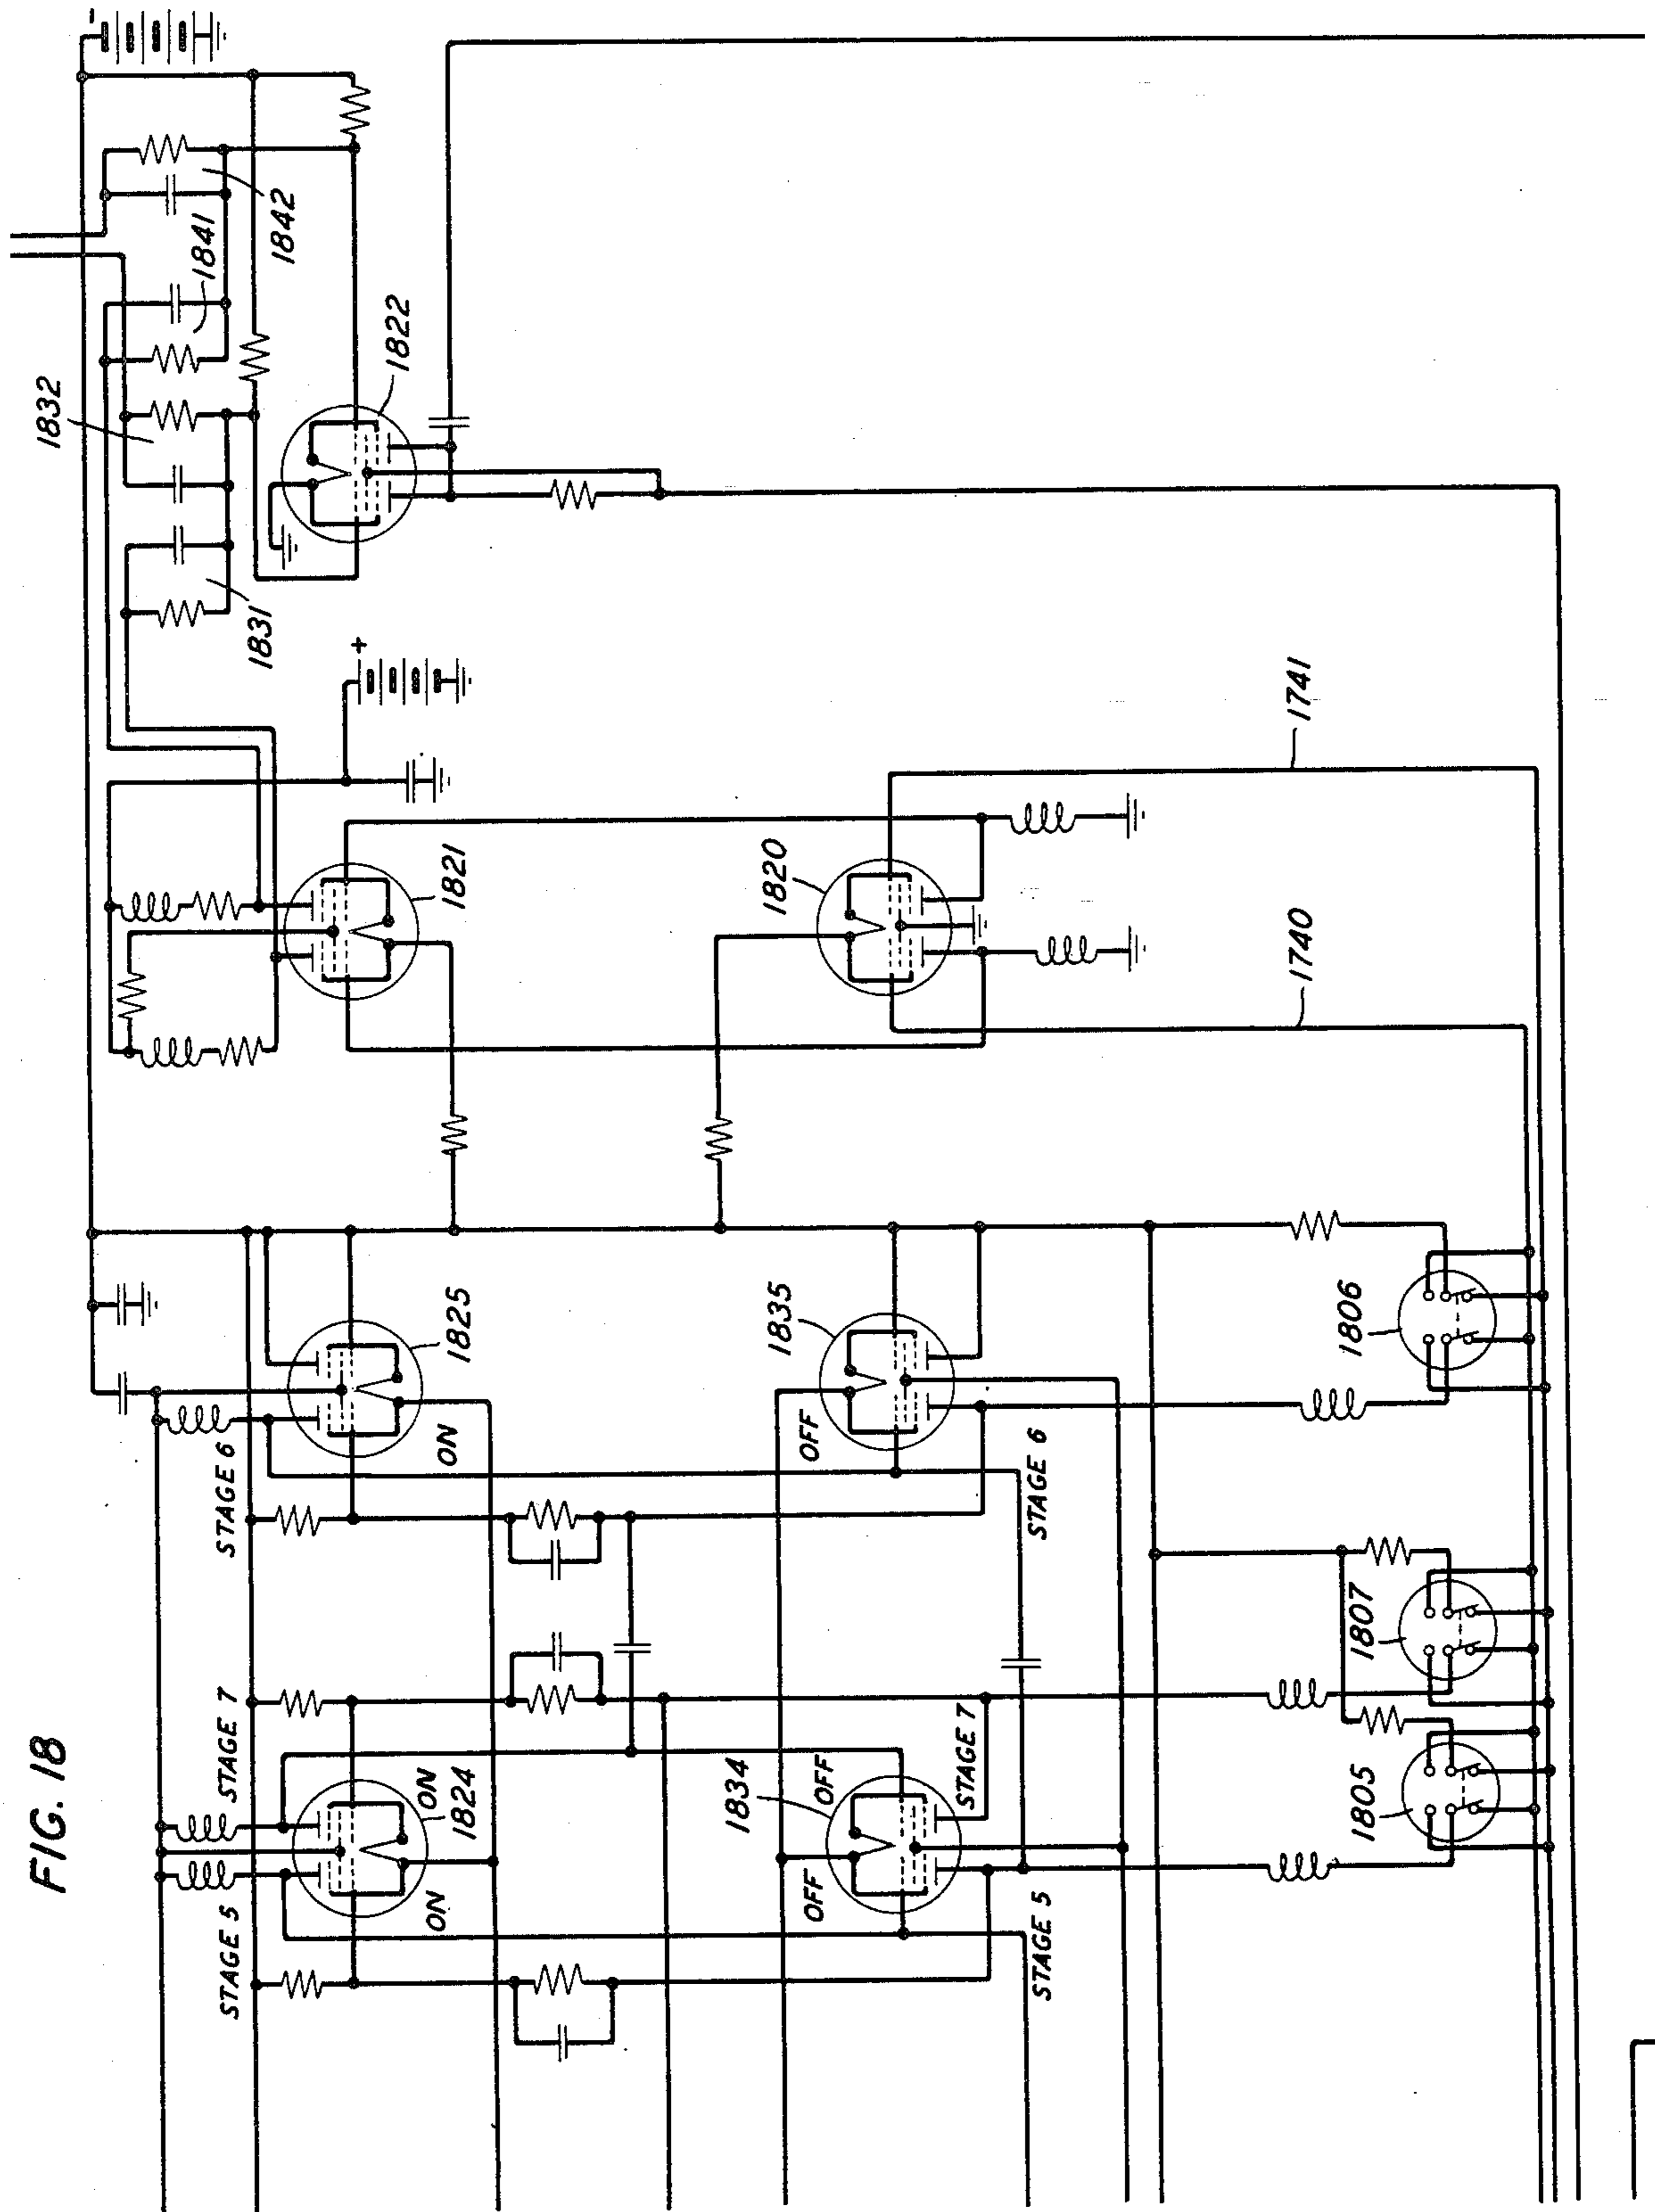 FIG. 18
STAGE 5
STAGE 7
STAGE 6
1832
1831
1841
1842
ON
ON
1824
ON
1825
1821
+
1822
-
OFF
1834
OFF
OFF
1835
1820
STAGE 5
STAGE 7
STAGE 6
1740
1741
1805
1807
1806